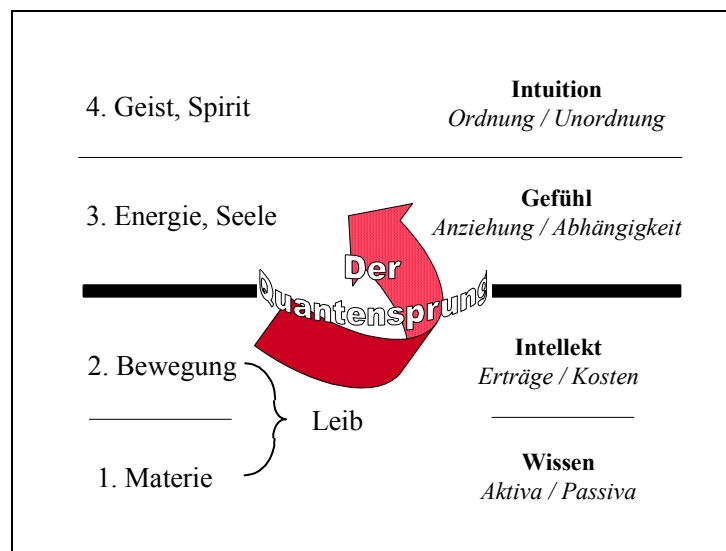 4. Geist, Spirit
Intuition
Ordnung / Unordnung
3. Energie, Seele
Gefühl
Anziehung / Abhängigkeit
Der
Quantensprung
2. Bewegung
Intellekt
Erträge / Kosten
Leib
1. Materie
Wissen
Aktiva / Passiva